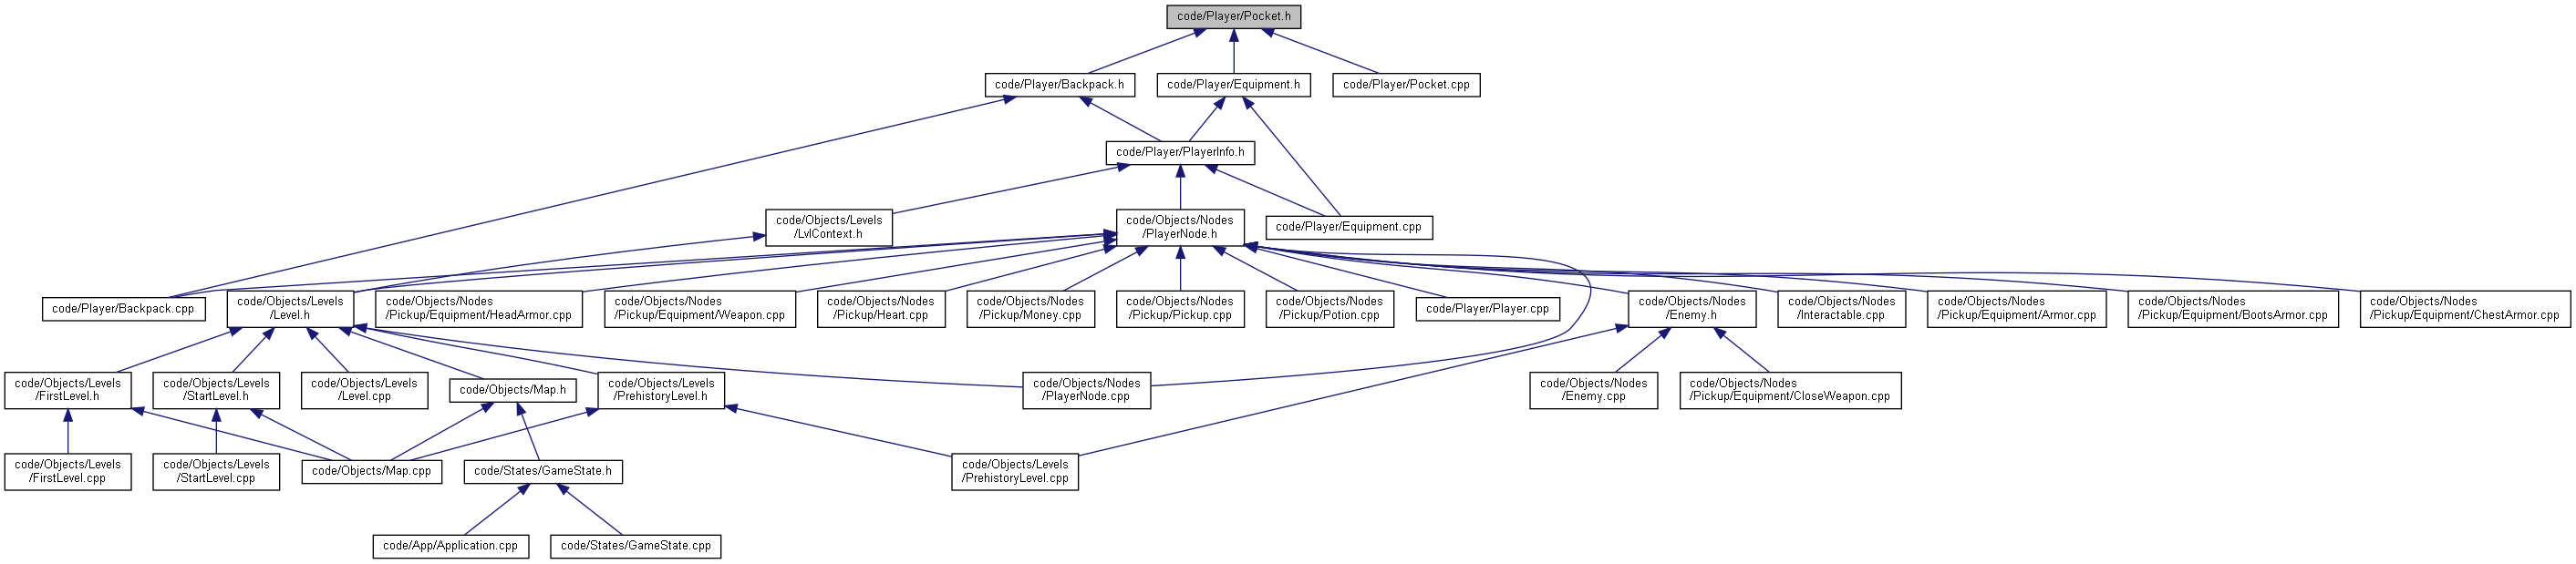 code/Player/Pocket.h
code/Player/Backpack.h
code/Player/Equipment.h
code/Player/Pocket.cpp
code/Player/PlayerInfo.h
code/Objects/Levels
/LvlContext.h
code/Objects/Nodes
/PlayerNode.h
code/Player/Equipment.cpp
code/Player/Backpack.cpp
code/Objects/Levels
/Level.h
code/Objects/Nodes
/Pickup/Equipment/HeadArmor.cpp
code/Objects/Nodes
/Pickup/Equipment/Weapon.cpp
code/Objects/Nodes
/Pickup/Heart.cpp
code/Objects/Nodes
/Pickup/Money.cpp
code/Objects/Nodes
/Pickup/Pickup.cpp
code/Objects/Nodes
/Pickup/Potion.cpp
code/Player/Player.cpp
code/Objects/Nodes
/Enemy.h
code/Objects/Nodes
/Interactable.cpp
code/Objects/Nodes
/Pickup/Equipment/Armor.cpp
code/Objects/Nodes
/Pickup/Equipment/BootsArmor.cpp
code/Objects/Nodes
/Pickup/Equipment/ChestArmor.cpp
code/Objects/Levels
/FirstLevel.h
code/Objects/Levels
/StartLevel.h
code/Objects/Levels
/Level.cpp
code/Objects/Map.h
code/Objects/Levels
/PrehistoryLevel.h
code/Objects/Nodes
/PlayerNode.cpp
code/Objects/Nodes
/Enemy.cpp
code/Objects/Nodes
/Pickup/Equipment/CloseWeapon.cpp
code/Objects/Levels
/FirstLevel.cpp
code/Objects/Levels
/StartLevel.cpp
code/Objects/Map.cpp
code/States/GameState.h
code/Objects/Levels
/PrehistoryLevel.cpp
code/App/Application.cpp
code/States/GameState.cpp